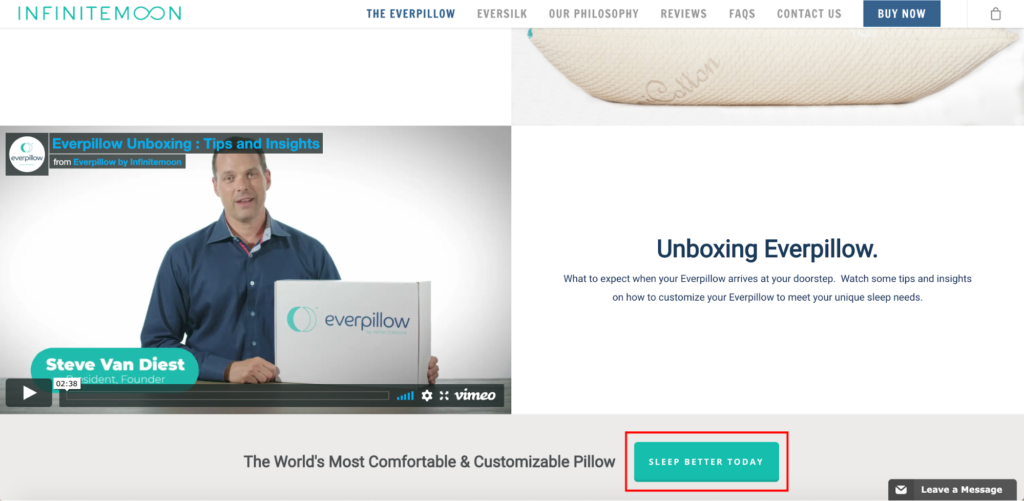 INFINITEMOON
THE EVERPILLOW EVERSILK OUR PHILOSOPHY REVIEWS FAQS CONTACT US BUY NOW
Cotton
everpillow
Everpillow Unboxing : Tips and Insights
from Everpillow by Infinitemoon
everpillow
Steve Van Diest
President, Founder
02:38
vimeo
Unboxing Everpillow.
What to expect when your Everpillow arrives at your doorstep. Watch some tips and insights
on how to customize your Everpillow to meet your unique sleep needs.
The World's Most Comfortable & Customizable Pillow
SLEEP BETTER TODAY
Leave a Message